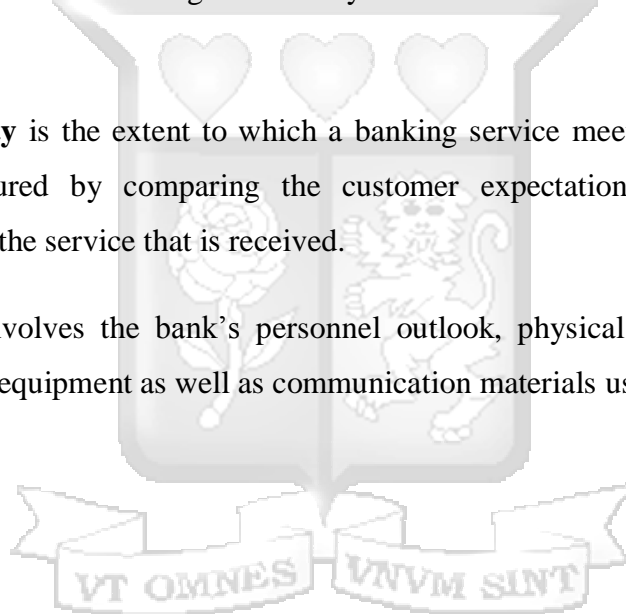 y is the extent to which a banking service mee
ured by comparing the customer expectation
the service that is received.
volves the bank's personnel outlook, physical
equipment as well as communication materials us
VT OMNES VNVM SINT